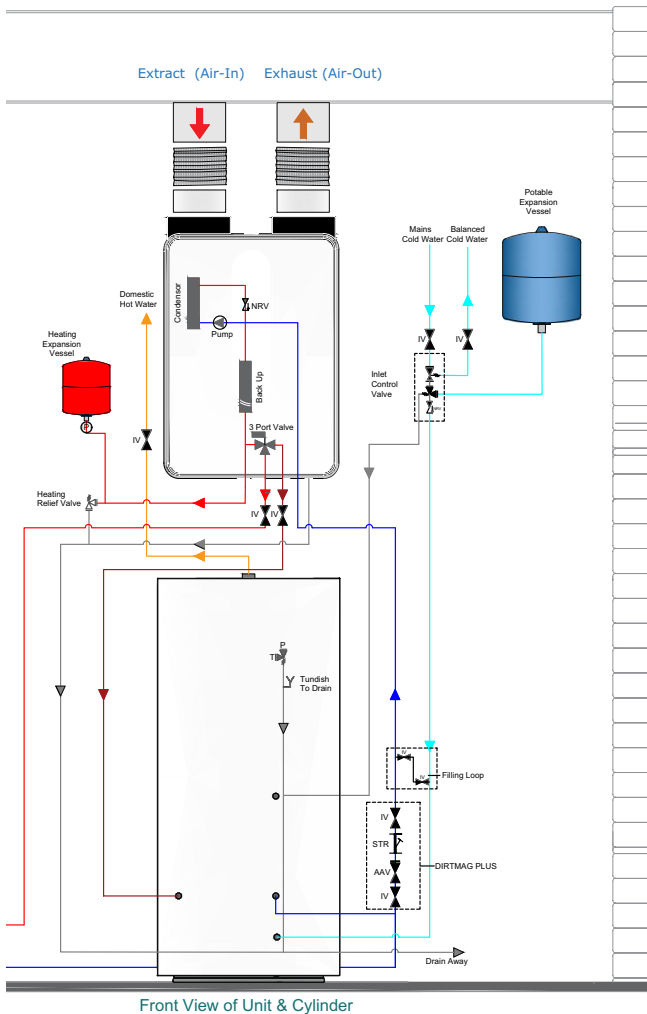 Extract (Air-In) Exhaust (Air-Out)
Potable
Expansion
Vessel
Mains
Cold Water
Balanced
Cold Water
Domestic
Hot Water
Condensor
NRV
Pump
Heating
Expansion
Vessel
P
IV
IV
Inlet
Control
Valve
NRV
Back Up
3 Port Valve
IV
Heating
Relief Valve
IV
IV
P
T
Tundish
To Drain
IV
IV
Filling Loop
IV
STR
DIRTMAG PLUS
AAV
IV
Drain Away
Front View of Unit & Cylinder